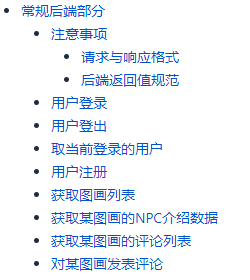 常规后端部分
注意事项
请求与响应格式
后端返回值规范
用户登录
用户登出
取当前登录的用户
用户注册
获取图画列表
获取某图画的NPC介绍数据
获取某图画的评论列表
对某图画发表评论